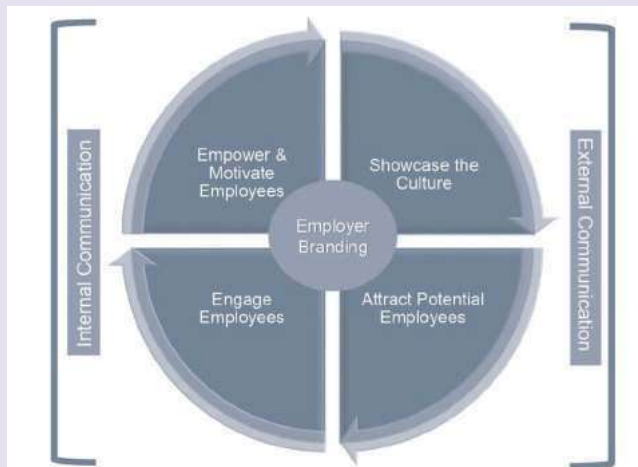 Internal Communication
Empower &
Motivate
Employees
Showcase the
Culture
Employer
Branding
Engage
Employees
Attract Potential
Employees
External Communication